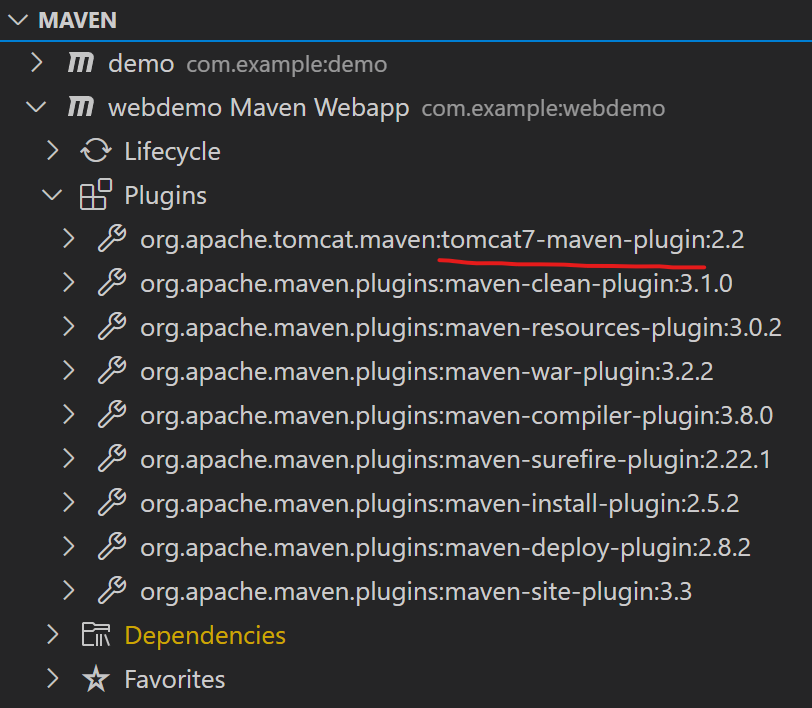 MAVEN
demo com.example:demo
webdemo Maven Webapp com.example:webdemo
Lifecycle
Plugins
org.apache.tomcat.maven:tomcat7-maven-plugin:2.2
org.apache.maven.plugins:maven-clean-plugin:3.1.0
org.apache.maven.plugins:maven-resources-plugin:3.0.2
org.apache.maven.plugins:maven-war-plugin:3.2.2
org.apache.maven.plugins:maven-compiler-plugin:3.8.0
org.apache.maven.plugins:maven-surefire-plugin:2.22.1
org.apache.maven.plugins:maven-install-plugin:2.5.2
org.apache.maven.plugins:maven-deploy-plugin:2.8.2
org.apache.maven.plugins:maven-site-plugin:3.3
Dependencies
Favorites